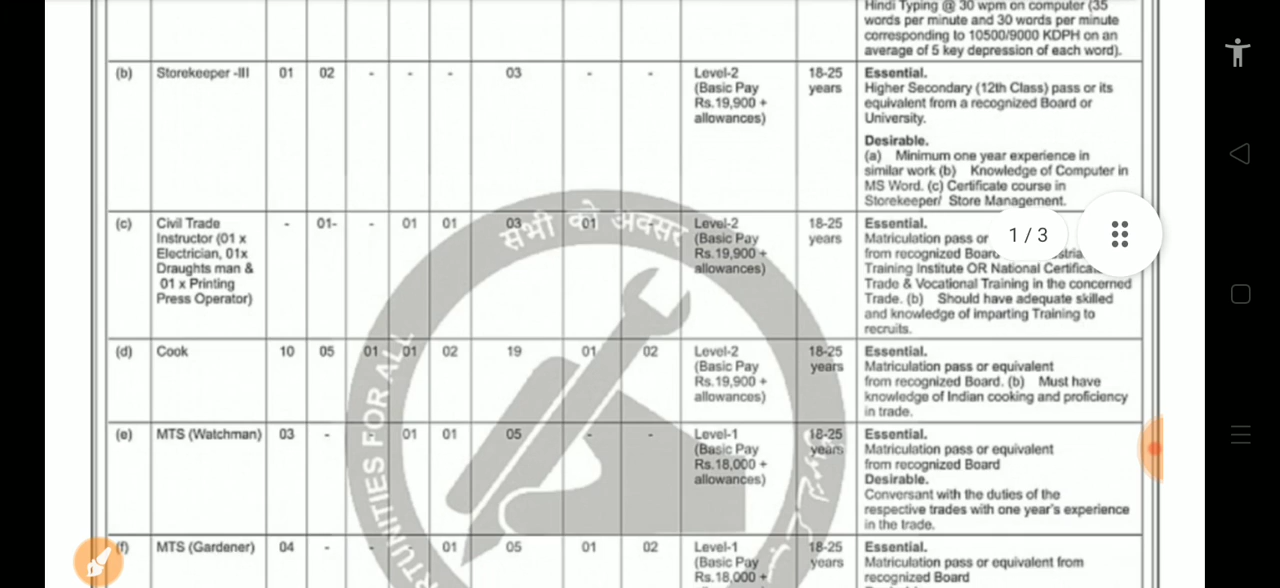 Hindi Typing @ 30 wpm on computer (35
words per minute and 30 words per minute
corresponding to 10500/9000 KDPH on an
average of 5 key depression of each word).
(b) Storekeeper -III 01 02 - - - 03 - - Level-2 18-25 Essential.
(Basic Pay years Higher Secondary (12th Class) pass or its
Rs.19,900 + equivalent from a recognized Board or
allowances) University.
Desirable.
(a) Minimum one year experience in
similar work (b) Knowledge of Computer in
MS Word. (c) Certificate course in
Storekeeper/ Store Management.
(c) Civil Trade - 01- - 01 01 03 01 - Level-2 18-25 Essential.
Instructor (01 x (Basic Pay years Matriculation pass or
Electrician, 01x Rs.19,900 + from recognized
Draughts man & allowances) Training Institute OR National
01 x Printing Trade & Vocational Training in the concerned
Press Operator) Trade. (b) Should have adequate skilled
and knowledge of imparting Training to
recruits.
1 / 3
(d) Cook 10 05 01 01 02 19 01 02 Level-2 18-25 Essential.
(Basic Pay years Matriculation pass or equivalent
Rs.19,900 + from recognized Board. (b) Must have
allowances) knowledge of Indian cooking and proficiency
in trade.
(e) MTS (Watchman) 03 - - 01 01 05 - - Level-1 18-25 Essential.
(Basic Pay years Matriculation pass or equivalent
Rs.18,000 + from recognized Board
allowances) Desirable.
Conversant with the duties of the
respective trades with one year's experience
in the trade.
(f) MTS (Gardener) 04 - - - 01 05 01 02 Level-1 18-25 Essential.
(Basic Pay years Matriculation pass or equivalent from
Rs.18,000 + recognized Board
सभी को अवसर
FOR ALL